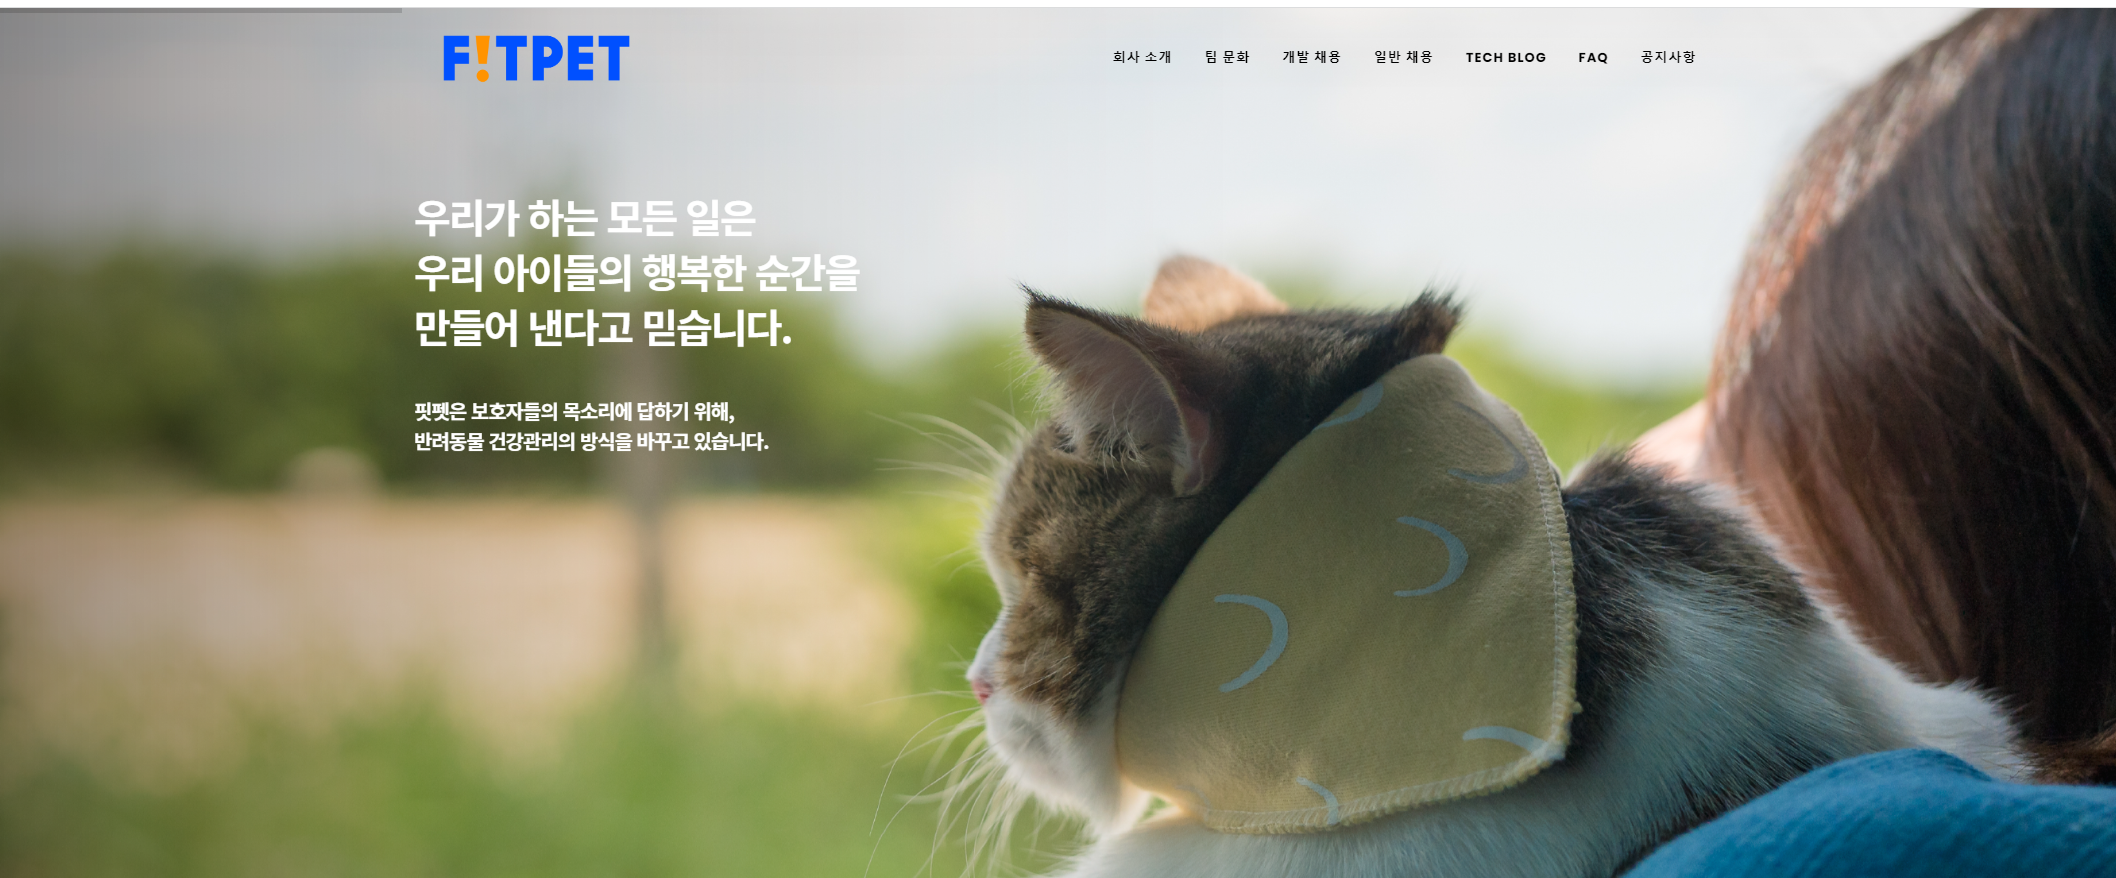 F!TPET
회사 소개 팀 문화 개발 채용 일반 채용 TECH BLOG FAQ 공지사항
우리가 하는 모든 일은
우리 아이들의 행복한 순간을
만들어 낸다고 믿습니다.
핏펫은 보호자들의 목소리에 답하기 위해,
반려동물 건강관리의 방식을 바꾸고 있습니다.